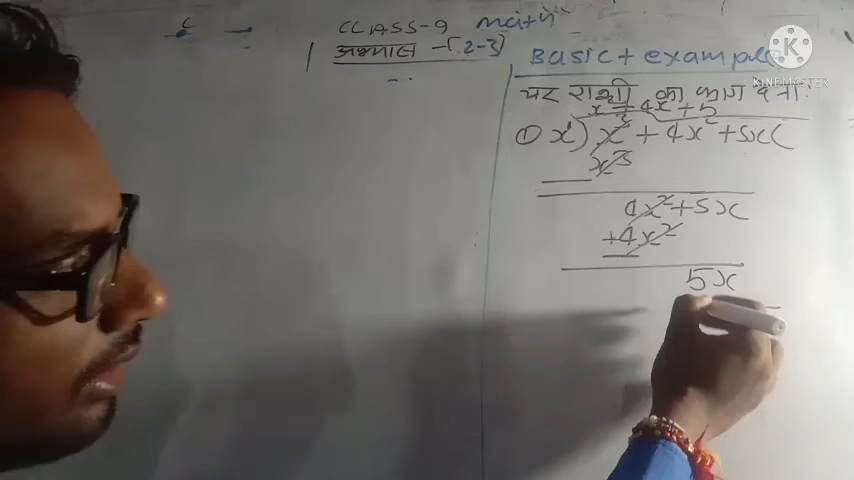 CLASS-9 math
अभ्यास -[2-3]
Basic + example
KINEMASTER
चर राशी का भाग
x² + 4x + 5
① x) x³ + 4x² + 5x(
x³
4x² + 5x
+4x²
5x